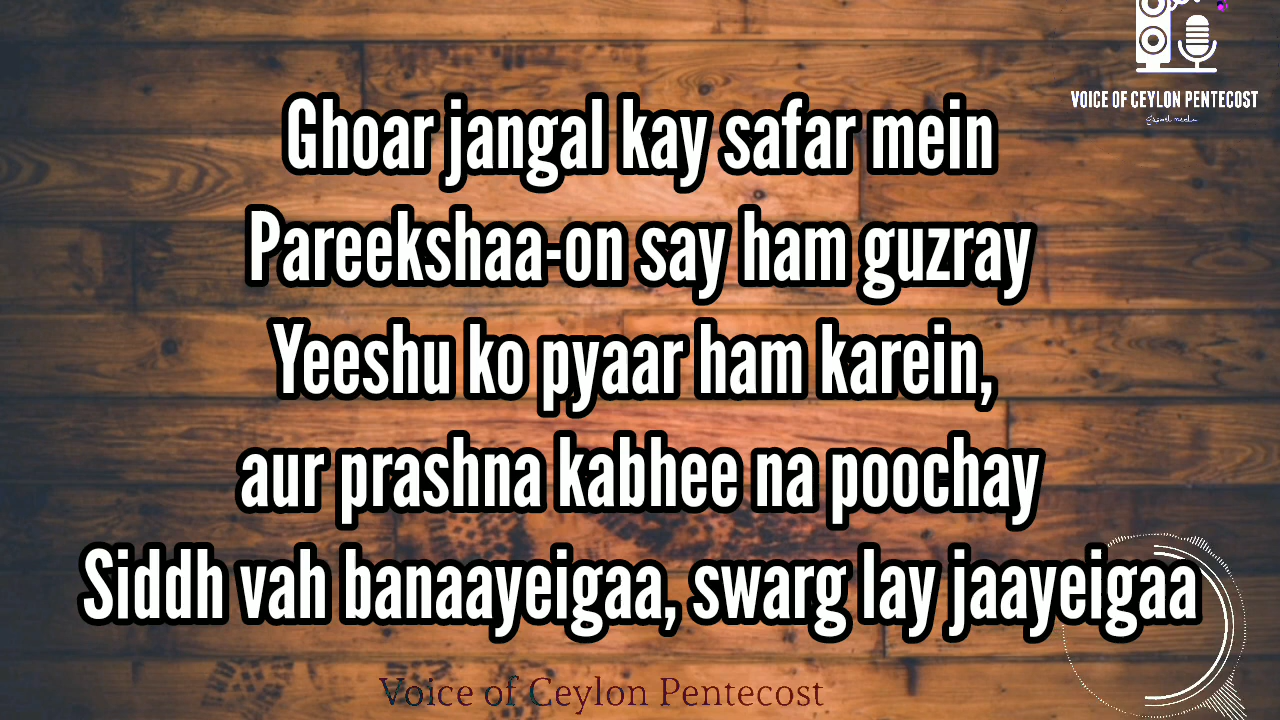 VOICE OF CEYLON PENTECOST
Ghoar jangal kay safar mein
Pareekshaa-on say ham guzray
Yeeshu ko pyaar ham karein,
aur prashna kabhee na poochay
Siddh vah banaayeigaa, swarg lay jaayeigaa
Voice of Ceylon Pentecost